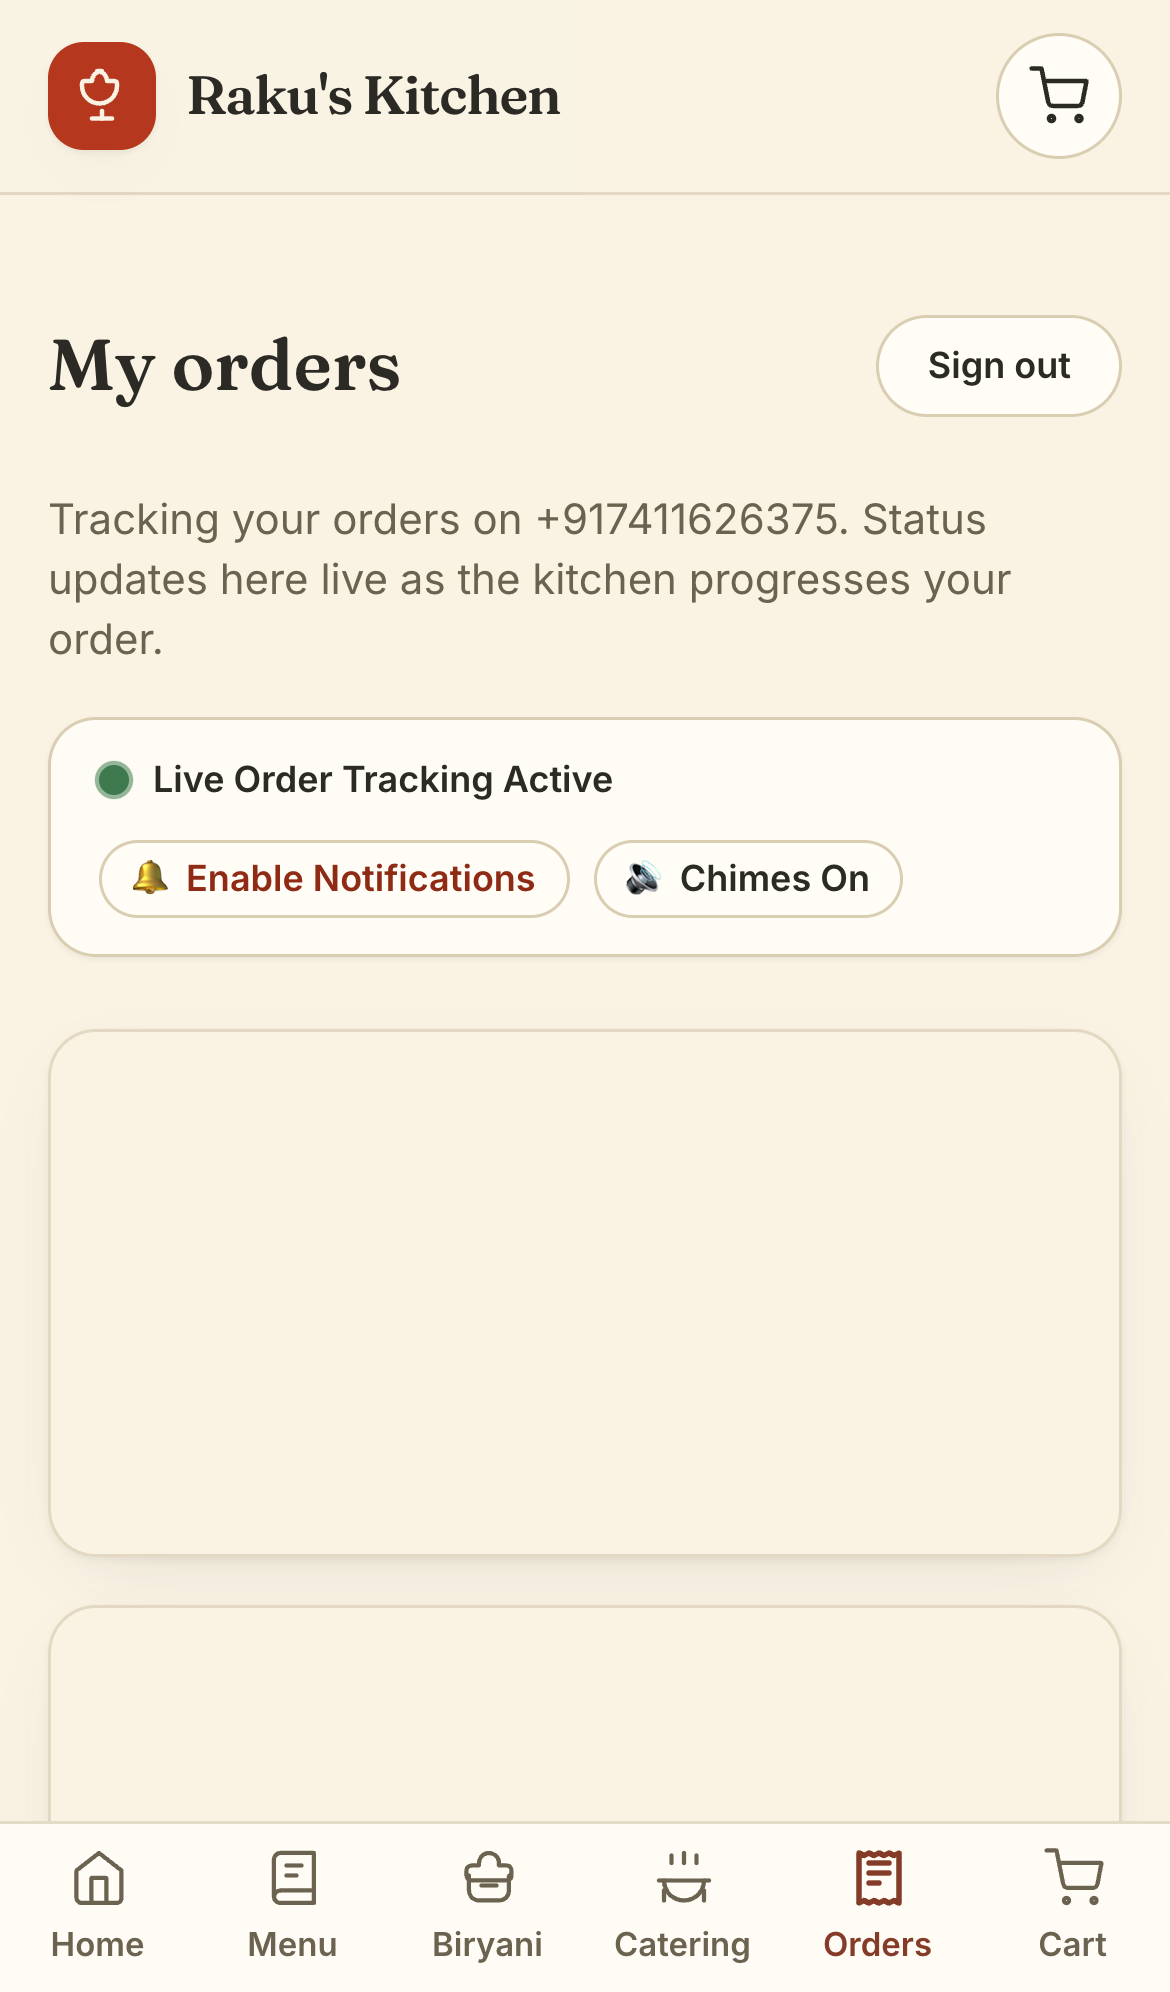 Raku's Kitchen
My orders
Sign out
Tracking your orders on +917411626375. Status
updates here live as the kitchen progresses your
order.
Live Order Tracking Active
🔔 Enable Notifications
🔊 Chimes On
Home
Menu
Biryani
Catering
Orders
Cart